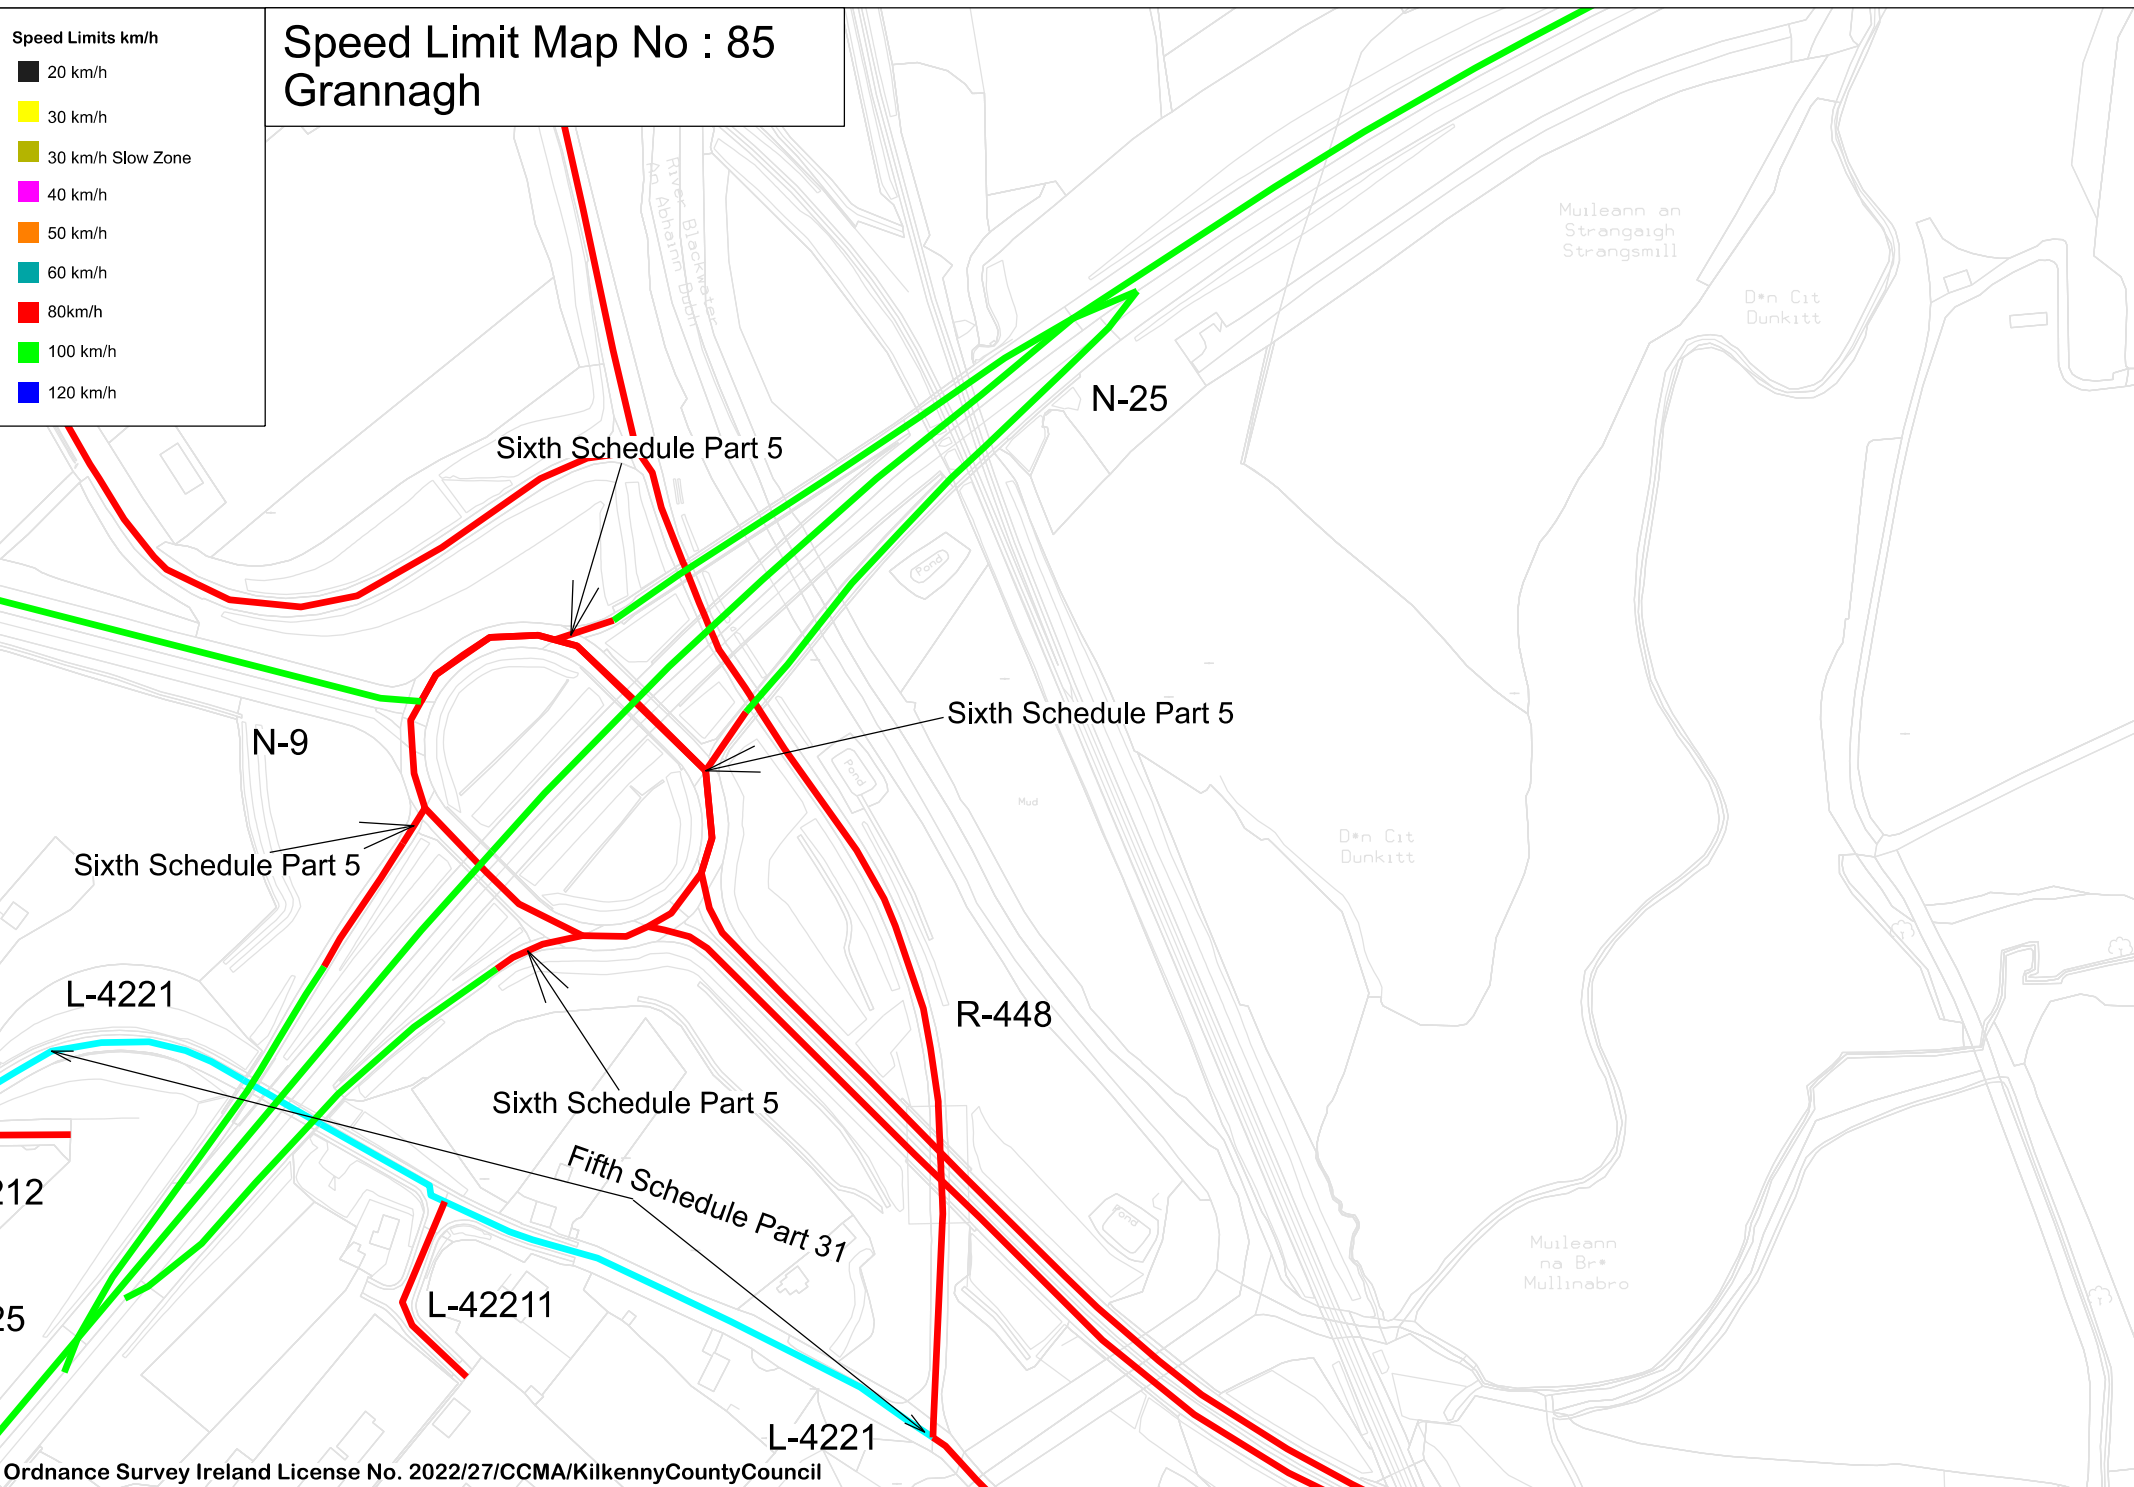 Speed Limits km/h
20 km/h
30 km/h
30 km/h Slow Zone
40 km/h
50 km/h
60 km/h
80km/h
100 km/h
120 km/h
Speed Limit Map No : 85
Grannagh
River Blackwater
An Abhainn Dubh
Muileann an
Strangaigh
Strangsmill
D•n Cit
Dunkitt
N-25
Sixth Schedule Part 5
Pond
Sixth Schedule Part 5
N-9
Pond
Mud
D•n Cit
Dunkitt
Sixth Schedule Part 5
L-4221
R-448
Sixth Schedule Part 5
Fifth Schedule Part 31
212
Pond
Muileann
na Br•
Mullinabro
25
L-42211
L-4221
Ordnance Survey Ireland License No. 2022/27/CCMA/KilkennyCountyCouncil